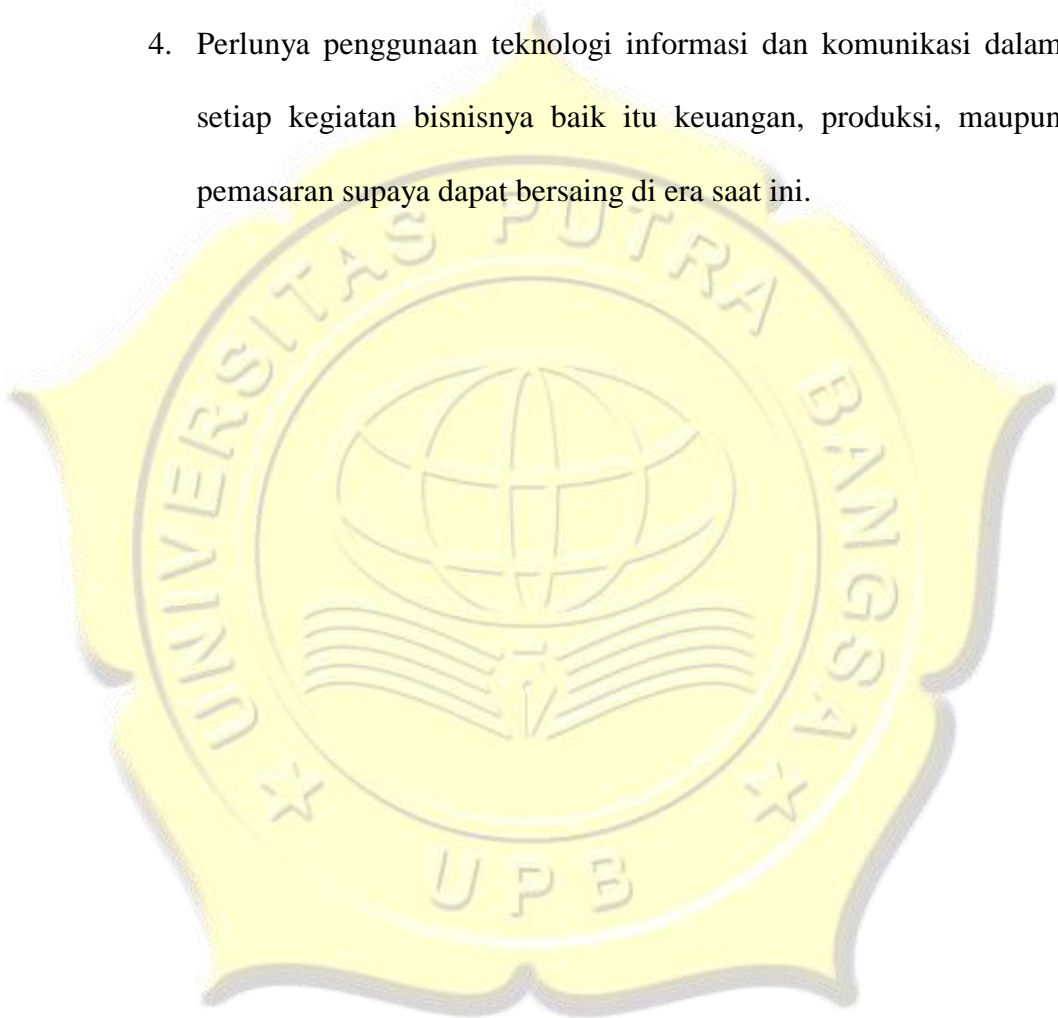 4. Perlunya penggunaan teknologi informasi dan komunikasi dalam
setiap kegiatan bisnisnya baik itu keuangan, produksi, maupun
pemasaran supaya dapat bersaing di era saat ini.
UNIVERSITAS PUTRA BANGSA
UPB